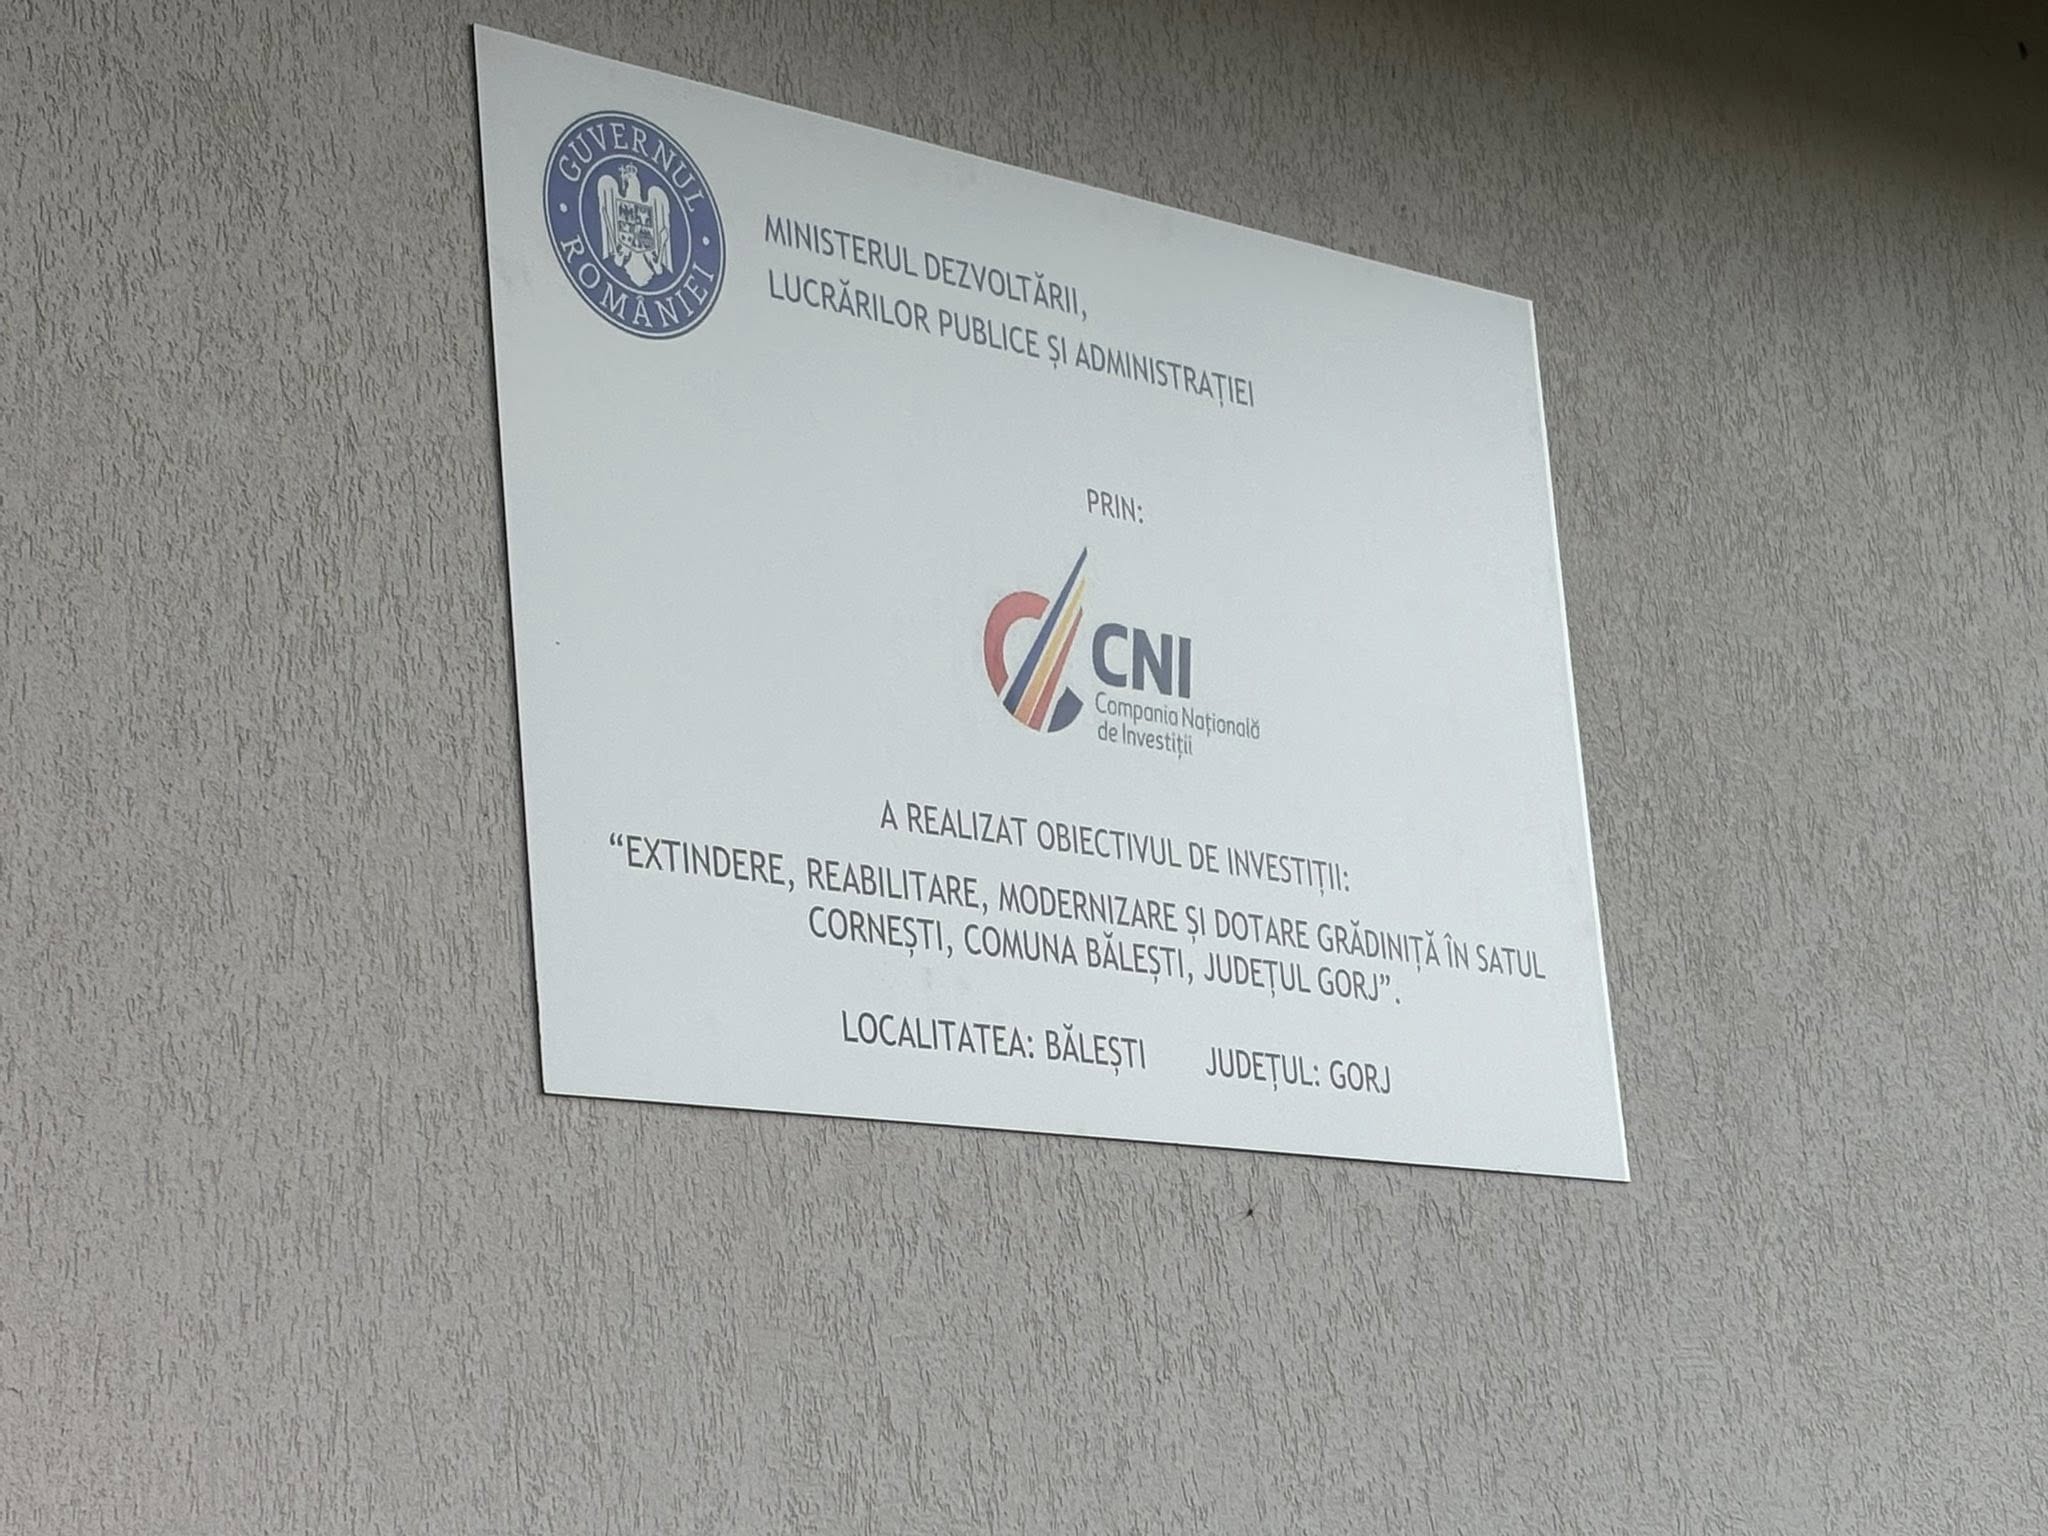 GUVERNUL ROMÂNIEI
MINISTERUL DEZVOLTĂRII,
LUCRĂRILOR PUBLICE ȘI ADMINISTRAȚIEI
PRIN:
CNI
Compania Națională
de Investiții
A REALIZAT OBIECTIVUL DE INVESTIȚII:
“EXTINDERE, REABILITARE, MODERNIZARE ȘI DOTARE GRĂDINIȚĂ ÎN SATUL
CORNEȘTI, COMUNA BĂLEȘTI, JUDEȚUL GORJ”.
LOCALITATEA: BĂLEȘTI JUDEȚUL: GORJ